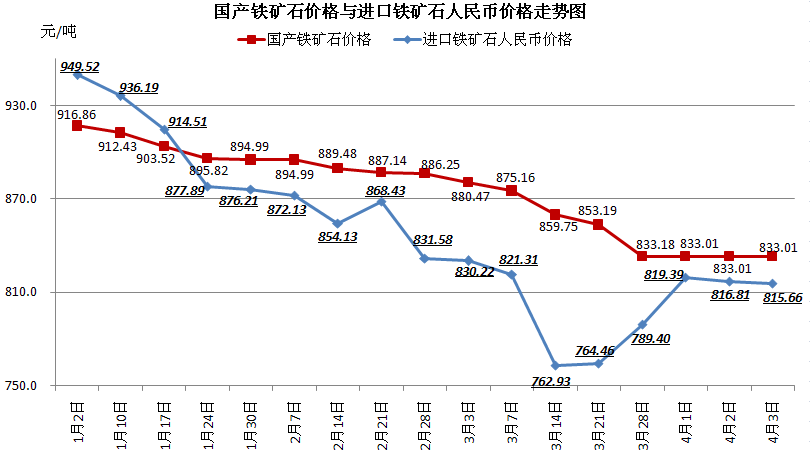 国产铁矿石价格与进口铁矿石人民币价格走势图
元/吨
国产铁矿石价格 进口铁矿石人民币价格
949.52
936.19
930.0
916.86
914.51
912.43
903.52
895.82
894.99
894.99
889.48
887.14
886.25
880.47
875.16
877.89
876.21
872.13
870.0
868.43
859.75
853.19
854.13
831.58
830.22
821.31
833.18
833.01
833.01
833.01
819.39
816.81
815.66
810.0
789.40
764.46
762.93
750.0
1月2日
1月10日
1月17日
1月24日
1月30日
2月7日
2月14日
2月21日
2月28日
3月3日
3月7日
3月14日
3月21日
3月28日
4月1日
4月2日
4月3日